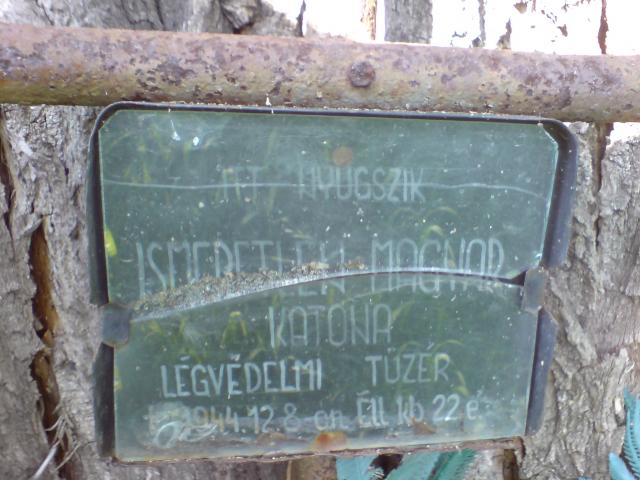 ITT NYUGSZIK
ISMERETLEN MAGYAR
KATONA
LÉGVÉDELMI TÜZÉR
1944.12.8-án Élt kb 22 é